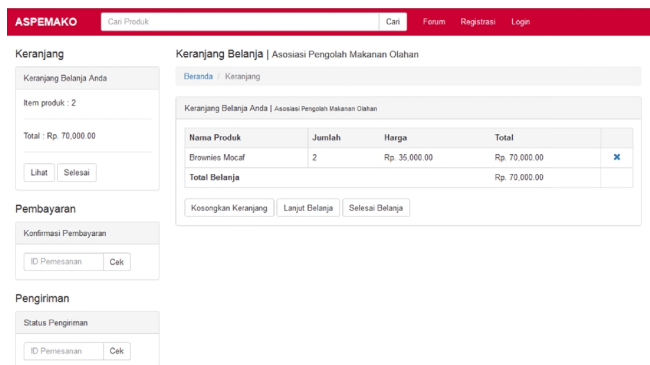 ASPEMAKO Cari Produk Cari Forum Registrasi Login
Keranjang
Keranjang Belanja Anda
Item produk : 2
Total : Rp. 70,000.00
Lihat Selesai
Pembayaran
Konfirmasi Pembayaran
ID Pemesanan Cek
Pengiriman
Status Pengiriman
ID Pemesanan Cek
Keranjang Belanja | Asosiasi Pengolah Makanan Olahan
Beranda / Keranjang
Keranjang Belanja Anda | Asosiasi Pengolah Makanan Olahan
Nama Produk Jumlah Harga Total
Brownies Mocaf 2 Rp. 35,000.00 Rp. 70,000.00
Total Belanja Rp. 70,000.00
Kosongkan Keranjang Lanjut Belanja Selesai Belanja